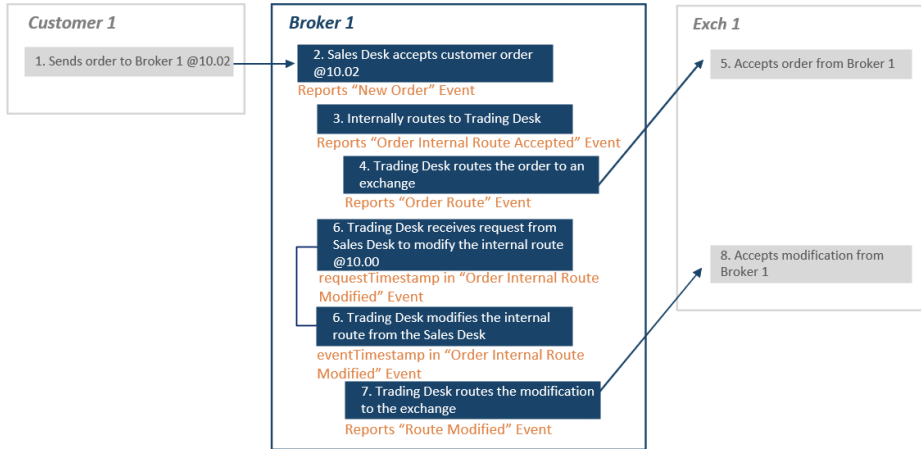 Customer 1
1. Sends order to Broker 1 @10.02
Broker 1
2. Sales Desk accepts customer order
@10.02
Reports “New Order” Event
3. Internally routes to Trading Desk
Reports “Order Internal Route Accepted” Event
4. Trading Desk routes the order to an
exchange
Reports “Order Route” Event
6. Trading Desk receives request from
Sales Desk to modify the internal route
@10.00
requestTimestamp in “Order Internal Route
Modified” Event
6. Trading Desk modifies the internal
route from the Sales Desk
eventTimestamp in “Order Internal Route
Modified” Event
7. Trading Desk routes the modification
to the exchange
Reports “Route Modified” Event
Exch 1
5. Accepts order from Broker 1
8. Accepts modification from
Broker 1